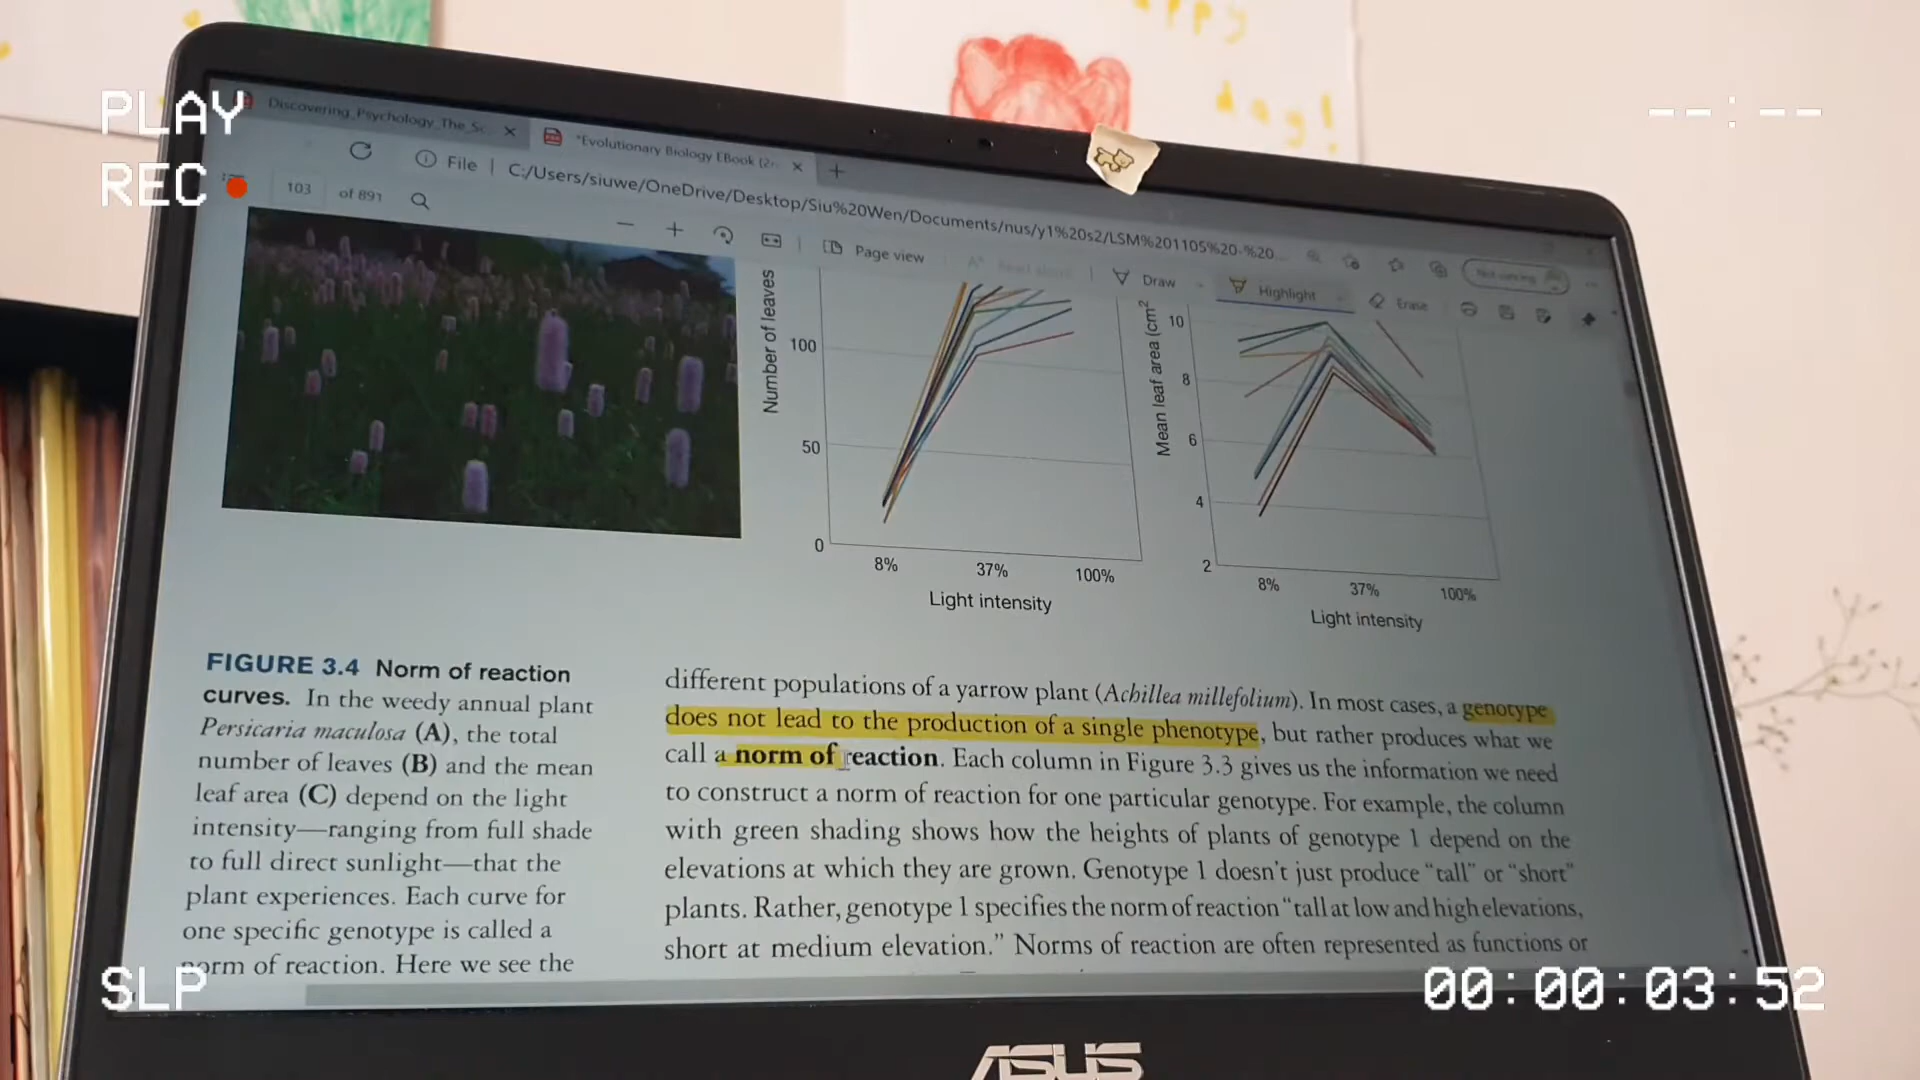 PLAY
REC
--:--
ppy
day!
Discovering_Psychology_The_Sc
*Evolutionary Biology EBook (2n
File | C:/Users/siuwe/OneDrive/Desktop/Siu%20Wen/Documents/nus/y1%20s2/LSM%201105%20-%20...
103 of 891
Page view
Draw
Highlight
Erase
Number of leaves
100
50
0
8% 37% 100%
Light intensity
Mean leaf area (cm²
10
8
6
4
2
8% 37% 100%
Light intensity
FIGURE 3.4 Norm of reaction
curves. In the weedy annual plant
Persicaria maculosa (A), the total
number of leaves (B) and the mean
leaf area (C) depend on the light
intensity—ranging from full shade
to full direct sunlight—that the
plant experiences. Each curve for
one specific genotype is called a
norm of reaction. Here we see the
different populations of a yarrow plant (Achillea millefolium). In most cases, a genotype
does not lead to the production of a single phenotype, but rather produces what we
call a norm of reaction. Each column in Figure 3.3 gives us the information we need
to construct a norm of reaction for one particular genotype. For example, the column
with green shading shows how the heights of plants of genotype 1 depend on the
elevations at which they are grown. Genotype 1 doesn't just produce "tall" or "short"
plants. Rather, genotype 1 specifies the norm of reaction "tall at low and high elevations,
short at medium elevation." Norms of reaction are often represented as functions or
SLP
00:00:03:52
ASUS